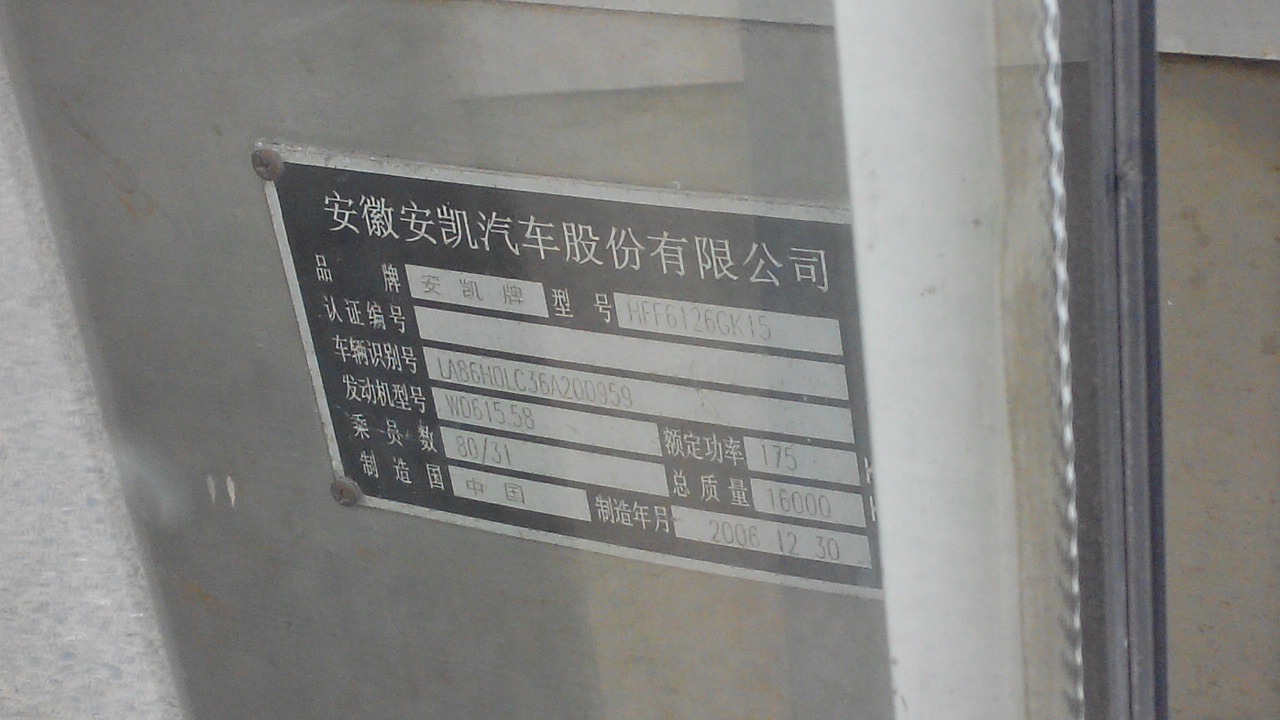 安徽安凯汽车股份有限公司
品牌 安凯牌 型号 HFF6126GK15
认证编号
车辆识别号 LA86H0LC36A200959
发动机型号 WD615.58 额定功率 175 K
乘员数 80/31 总质量 16000 K
制造国 中国 制造年月 2006 12 30